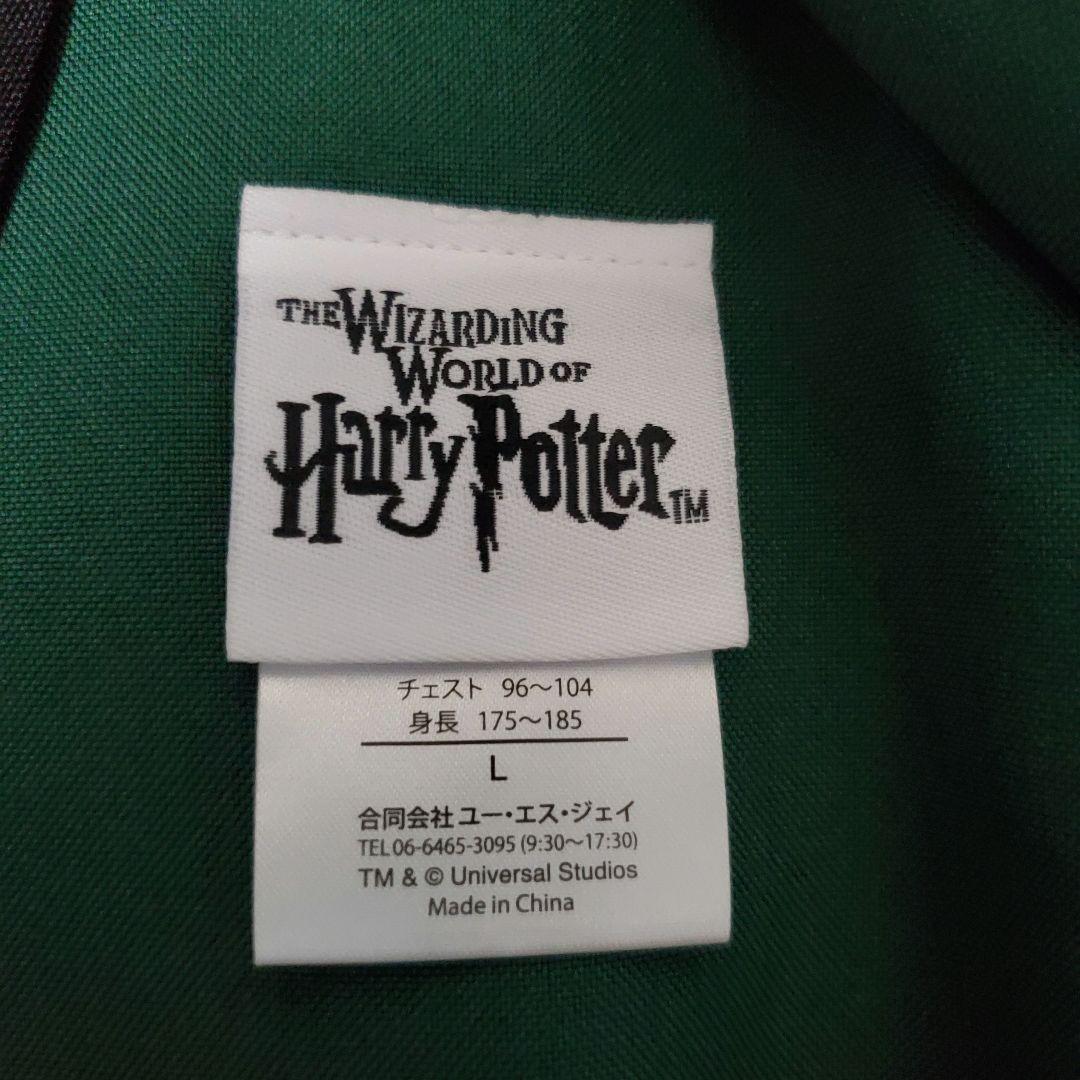 THE WIZARDING
WORLD OF
Harry Potter TM
チェスト 96～104
身長 175～185
L
合同会社 ユー・エス・ジェイ
TEL 06-6465-3095 (9:30～17:30)
TM & © Universal Studios
Made in China